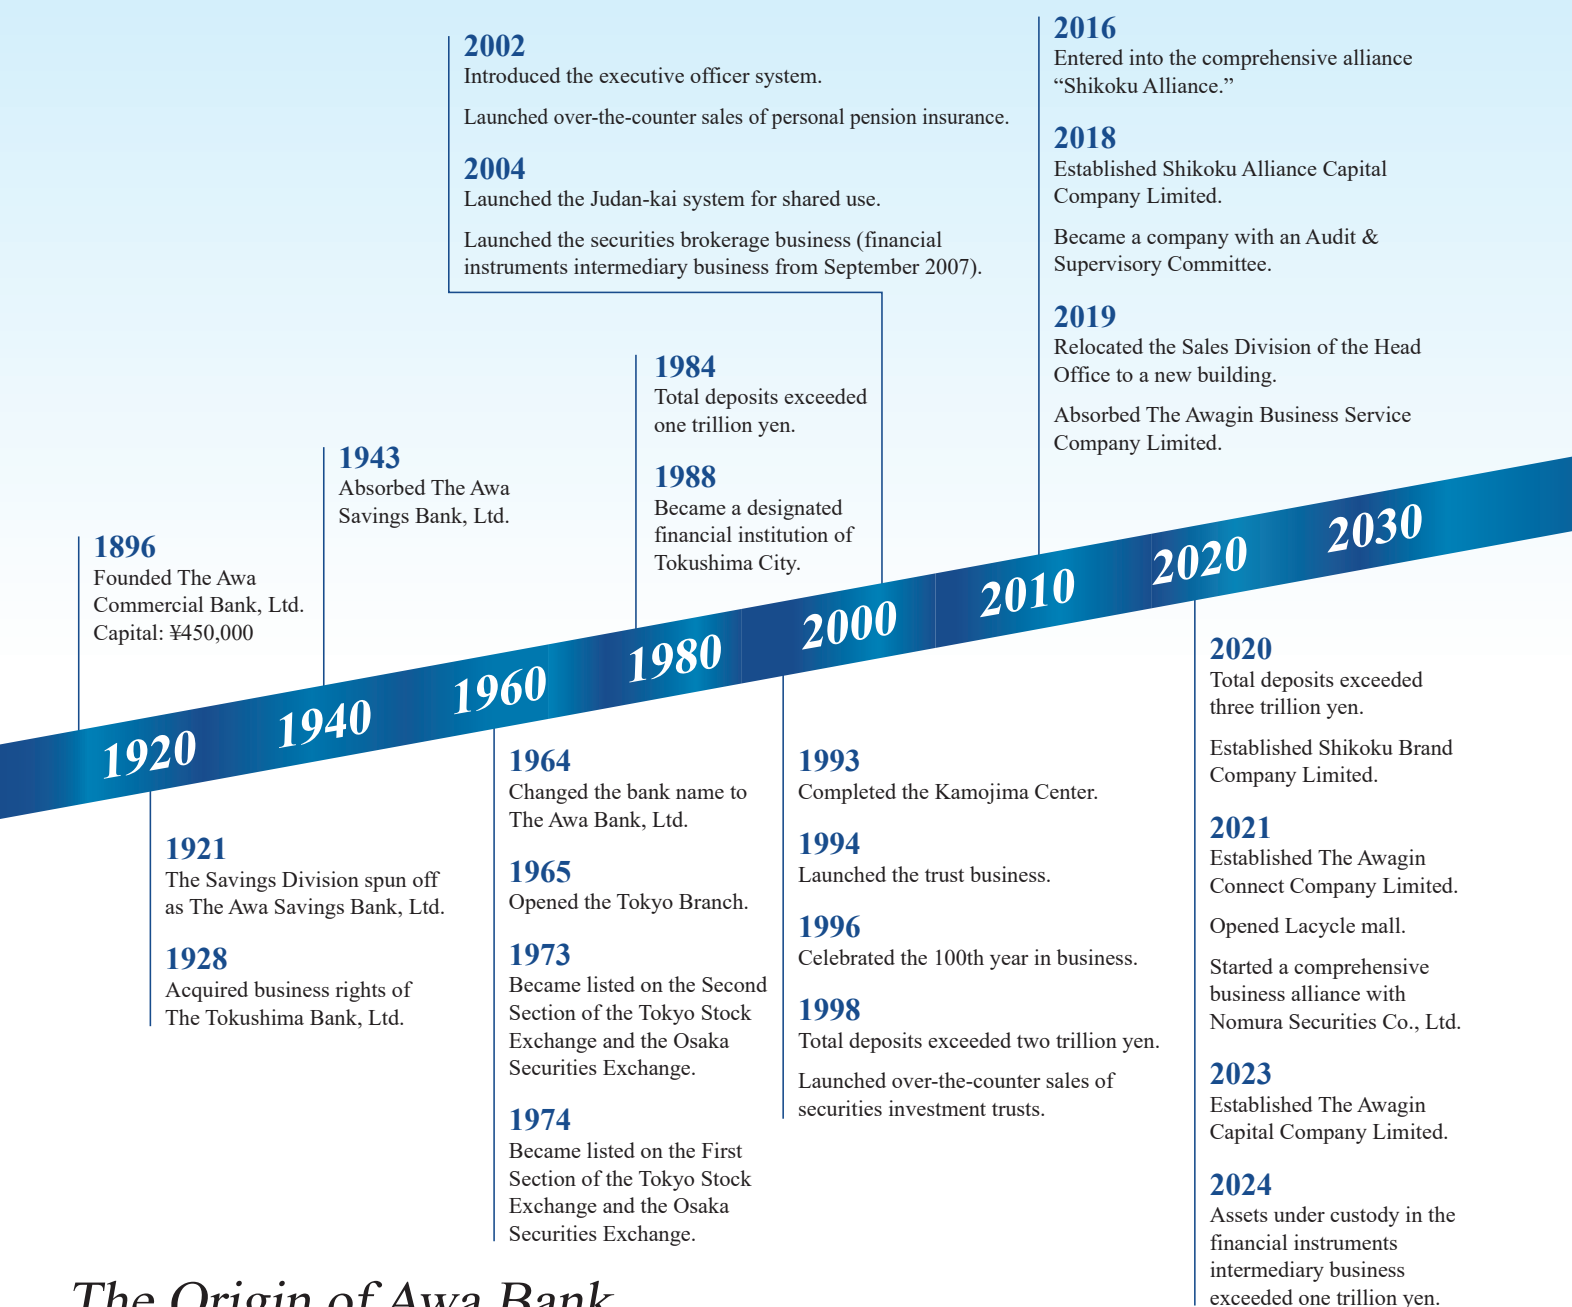 1896
Founded The Awa
Commercial Bank, Ltd.
Capital: ¥450,000
1921
The Savings Division spun off
as The Awa Savings Bank, Ltd.
1928
Acquired business rights of
The Tokushima Bank, Ltd.
1943
Absorbed The Awa
Savings Bank, Ltd.
1964
Changed the bank name to
The Awa Bank, Ltd.
1965
Opened the Tokyo Branch.
1973
Became listed on the Second
Section of the Tokyo Stock
Exchange and the Osaka
Securities Exchange.
1974
Became listed on the First
Section of the Tokyo Stock
Exchange and the Osaka
Securities Exchange.
1984
Total deposits exceeded
one trillion yen.
1988
Became a designated
financial institution of
Tokushima City.
1993
Completed the Kamojima Center.
1994
Launched the trust business.
1996
Celebrated the 100th year in business.
1998
Total deposits exceeded two trillion yen.
Launched over-the-counter sales of
securities investment trusts.
2002
Introduced the executive officer system.
Launched over-the-counter sales of personal pension insurance.
2004
Launched the Judan-kai system for shared use.
Launched the securities brokerage business (financial
instruments intermediary business from September 2007).
2016
Entered into the comprehensive alliance
“Shikoku Alliance.”
2018
Established Shikoku Alliance Capital
Company Limited.
Became a company with an Audit &
Supervisory Committee.
2019
Relocated the Sales Division of the Head
Office to a new building.
Absorbed The Awagin Business Service
Company Limited.
2020
Total deposits exceeded
three trillion yen.
Established Shikoku Brand
Company Limited.
2021
Established The Awagin
Connect Company Limited.
Opened Lacycle mall.
Started a comprehensive
business alliance with
Nomura Securities Co., Ltd.
2023
Established The Awagin
Capital Company Limited.
2024
Assets under custody in the
financial instruments
intermediary business
exceeded one trillion yen.
1920
1940
1960
1980
2000
2010
2020
2030
The Origin of Awa Bank